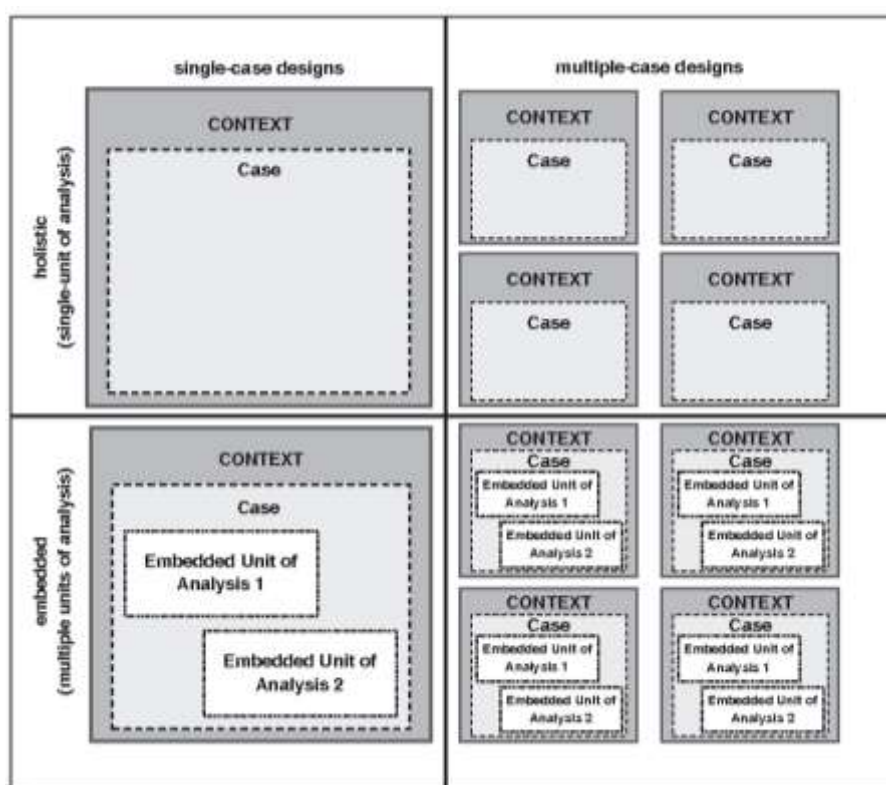 single-case designs
multiple-case designs
holistic
(single-unit of analysis)
CONTEXT
Case
CONTEXT
Case
CONTEXT
Case
CONTEXT
Case
CONTEXT
Case
embedded
(multiple units of analysis)
CONTEXT
Case
Embedded Unit of
Analysis 1
Embedded Unit of
Analysis 2
CONTEXT
Case
Embedded Unit of
Analysis 1
Embedded Unit of
Analysis 2
CONTEXT
Case
Embedded Unit of
Analysis 1
Embedded Unit of
Analysis 2
CONTEXT
Case
Embedded Unit of
Analysis 1
Embedded Unit of
Analysis 2
CONTEXT
Case
Embedded Unit of
Analysis 1
Embedded Unit of
Analysis 2